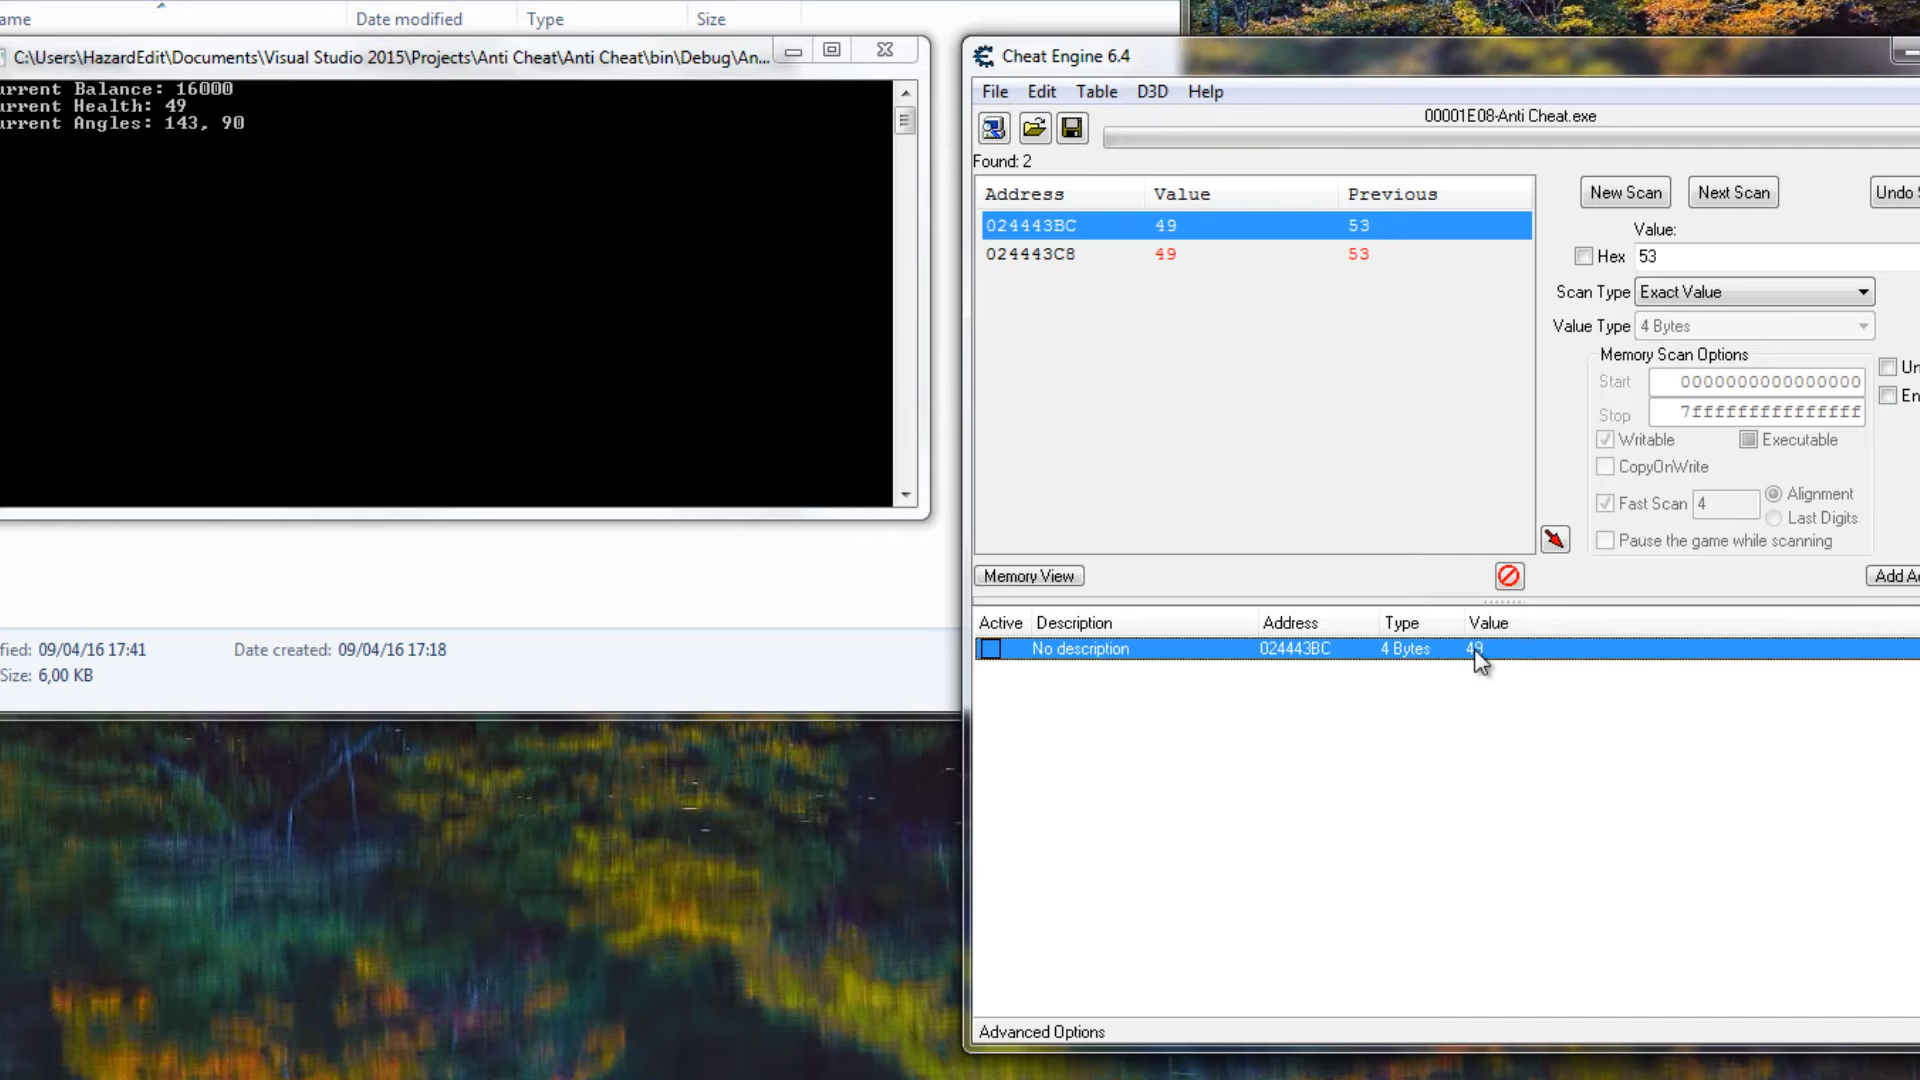 ame Date modified Type Size
C:\Users\HazardEdit\Documents\Visual Studio 2015\Projects\Anti Cheat\Anti Cheat\bin\Debug\An...
urrent Balance: 16000
urrent Health: 49
urrent Angles: 143, 90
fied: 09/04/16 17:41 Date created: 09/04/16 17:18
Size: 6,00 KB
Cheat Engine 6.4
File Edit Table D3D Help
00001E08-Anti Cheat.exe
Found: 2
Address Value Previous
024443BC 49 53
024443C8 49 53
New Scan Next Scan Undo
Value:
Hex 53
Scan Type Exact Value
Value Type 4 Bytes
Memory Scan Options
Start 0000000000000000
Stop 7fffffffffffffff
Un
En
Writable Executable
CopyOnWrite
Fast Scan 4 Alignment
Last Digits
Pause the game while scanning
Memory View Add Ad
Active Description Address Type Value
No description 024443BC 4 Bytes 49
Advanced Options